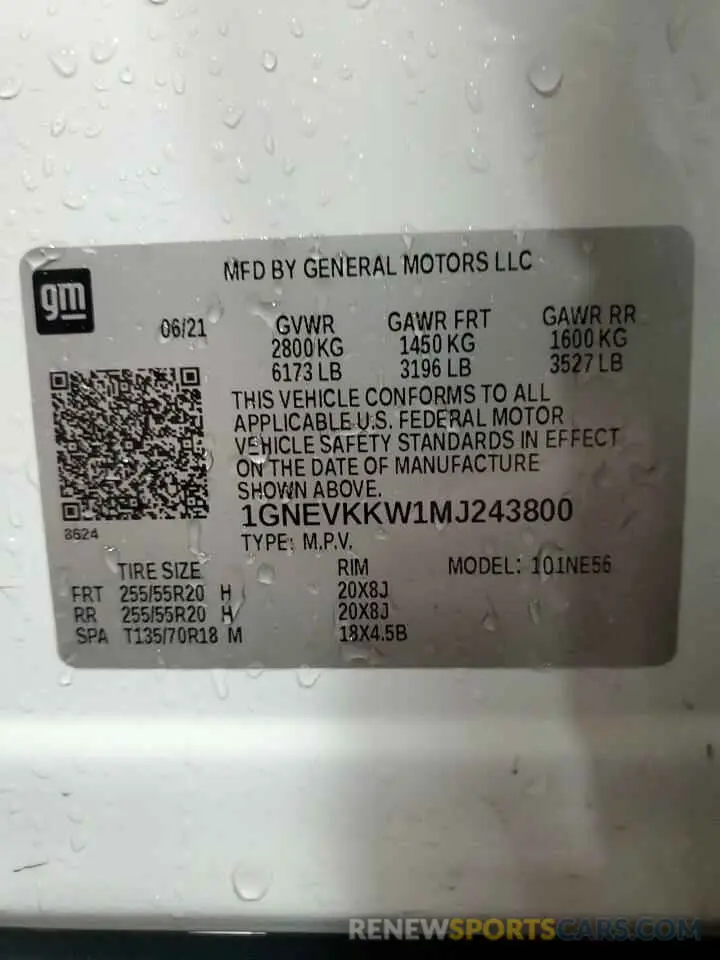 MFD BY GENERAL MOTORS LLC
gm
06/21 GVWR GAWR FRT GAWR RR
2800 KG 1450 KG 1600 KG
6173 LB 3196 LB 3527 LB
THIS VEHICLE CONFORMS TO ALL
APPLICABLE U.S. FEDERAL MOTOR
VEHICLE SAFETY STANDARDS IN EFFECT
ON THE DATE OF MANUFACTURE
SHOWN ABOVE.
1GNEVKKW1MJ243800
8624
TYPE: M.P.V.
TIRE SIZE RIM MODEL: 101NE56
FRT 255/55R20 H 20X8J
RR 255/55R20 H 20X8J
SPA T135/70R18 M 18X4.5B
RENEWSPORTSCARS.COM